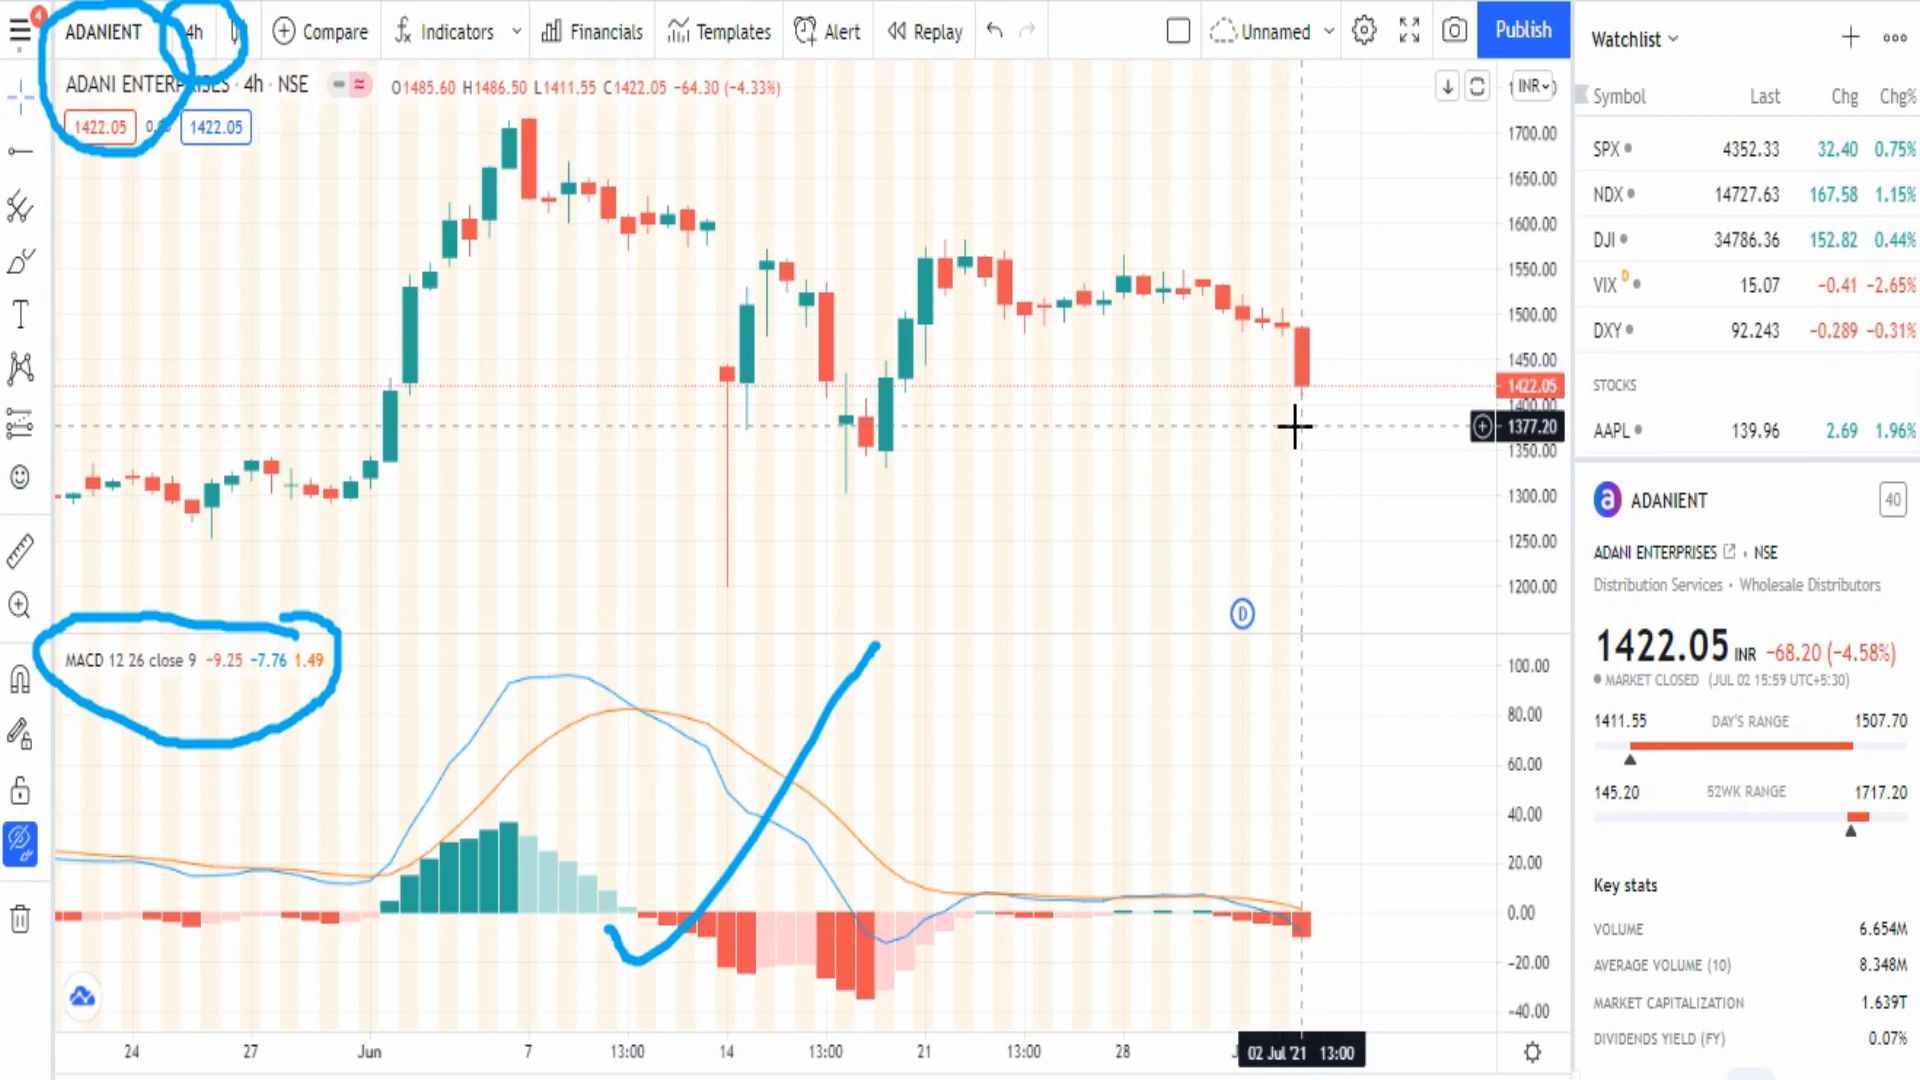 4
ADANIENT 4h Compare Indicators Financials Templates Alert Replay Unnamed Publish
ADANI ENTERPRISES · 4h · NSE O1485.60 H1486.50 L1411.55 C1422.05 −64.30 (−4.33%)
INR
1422.05 1422.05
1700.00
1650.00
1600.00
1550.00
1500.00
1450.00
1422.05
1400.00
1377.20
1350.00
1300.00
1250.00
1200.00
D
MACD 12 26 close 9 −9.25 −7.76 1.49
100.00
80.00
60.00
40.00
20.00
0.00
−20.00
−40.00
24 27 Jun 7 13:00 14 13:00 21 13:00 28 02 Jul '21 13:00
Watchlist
Symbol Last Chg Chg%
SPX 4352.33 32.40 0.75%
NDX 14727.63 167.58 1.15%
DJI 34786.36 152.82 0.44%
VIX D 15.07 −0.41 −2.65%
DXY 92.243 −0.289 −0.31%
STOCKS
AAPL 139.96 2.69 1.96%
a ADANIENT 40
ADANI ENTERPRISES · NSE
Distribution Services • Wholesale Distributors
1422.05 INR −68.20 (−4.58%)
MARKET CLOSED (JUL 02 15:59 UTC+5:30)
1411.55 DAY'S RANGE 1507.70
145.20 52WK RANGE 1717.20
Key stats
VOLUME 6.654M
AVERAGE VOLUME (10) 8.348M
MARKET CAPITALIZATION 1.639T
DIVIDENDS YIELD (FY) 0.07%